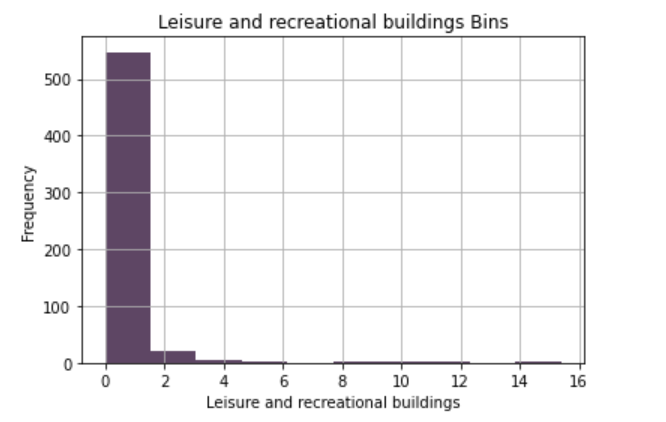 Leisure and recreational buildings Bins
500
400
300
200
100
0
Frequency
0 2 4 6 8 10 12 14 16
Leisure and recreational buildings